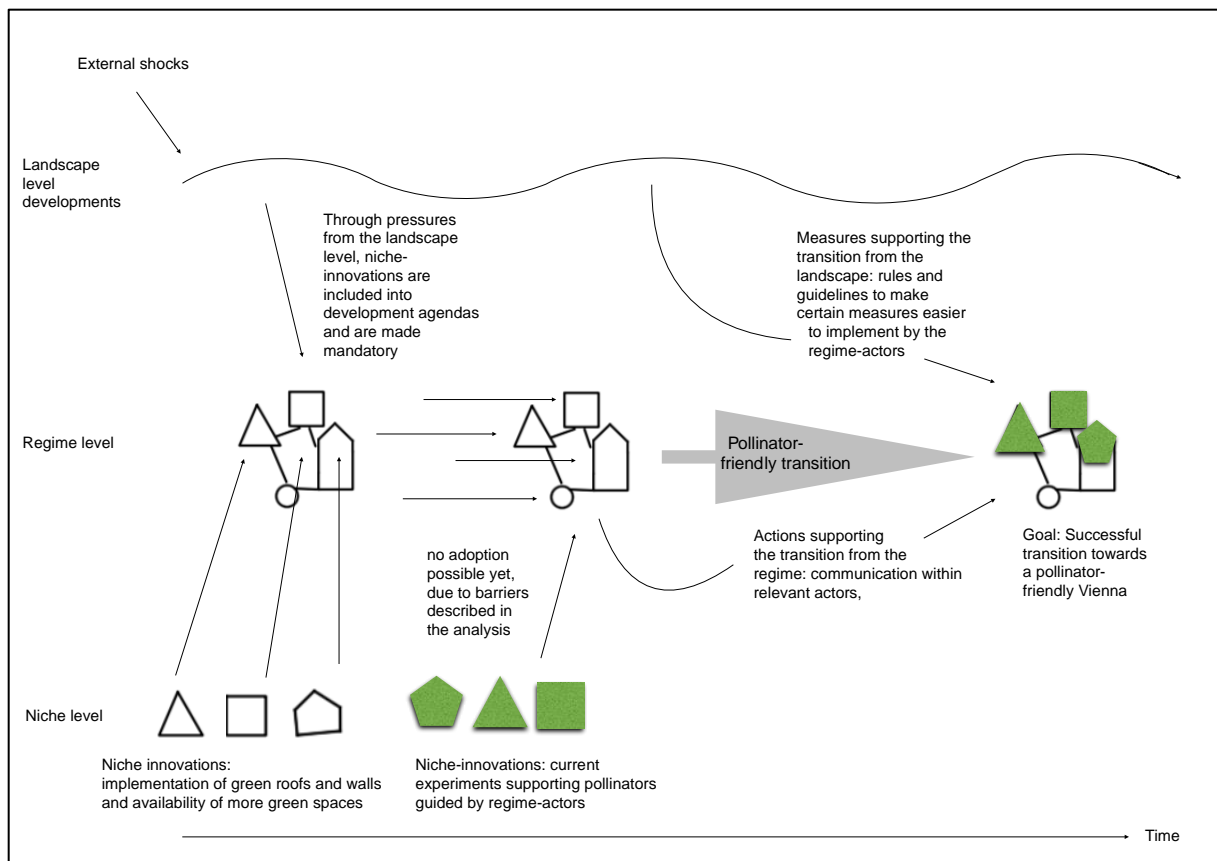 External shocks
Landscape
level
developments
Through pressures
from the landscape
level, niche-
innovations are
included into
development agendas
and are made
mandatory
Measures supporting the
transition from the
landscape: rules and
guidelines to make
certain measures easier
to implement by the
regime-actors
Regime level
Pollinator-
friendly transition
no adoption
possible yet,
due to barriers
described in
the analysis
Actions supporting
the transition from the
regime: communication within
relevant actors,
Goal: Successful
transition towards
a pollinator-
friendly Vienna
Niche level
Niche innovations:
implementation of green roofs and walls
and availability of more green spaces
Niche-innovations: current
experiments supporting pollinators
guided by regime-actors
Time